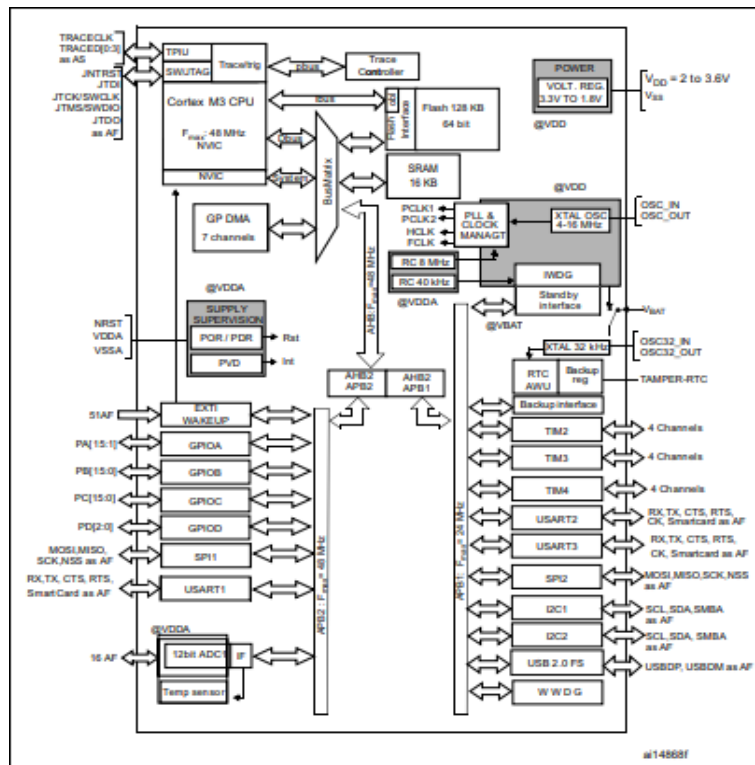 TRACECLK
TRACED[0:3]
as AS
JNTRST
JTDI
JTCK/SWCLK
JTMS/SWDIO
JTDO
as AF
TPIU
SWJTAG
Trace/trig
Cortex M3 CPU
Fmax: 48 MHz
NVIC
NVIC
pbus
Trace
Controller
Ibus
Dbus
System
BusMatrix
Flash obl
Interface
Flash 128 KB
64 bit
SRAM
16 KB
GP DMA
7 channels
POWER
VOLT. REG.
3.3V TO 1.8V
@VDD
VDD = 2 to 3.6V
VSS
@VDD
PCLK1
PCLK2
HCLK
FCLK
PLL &
CLOCK
MANAGT
XTAL OSC
4-16 MHz
OSC_IN
OSC_OUT
RC 8 MHz
RC 40 kHz
@VDDA
IWDG
Standby
interface
@VBAT
VBAT
XTAL 32 kHz
OSC32_IN
OSC32_OUT
RTC
AWU
Backup
reg
TAMPER-RTC
Backup interface
@VDDA
SUPPLY
SUPERVISION
POR / PDR
Rst
PVD
Int
NRST
VDDA
VSSA
AHB:Fmax=48 MHz
AHB2
APB2
AHB2
APB1
51AF
EXTI
WAKEUP
PA[15:1]
GPIOA
PB[15:0]
GPIOB
PC[15:0]
GPIOC
PD[2:0]
GPIOD
MOSI,MISO,
SCK,NSS as AF
SPI1
RX,TX, CTS, RTS,
SmartCard as AF
USART1
@VDDA
16 AF
12bit ADC1
IF
Temp sensor
APB2 : Fmax= 48 MHz
APB1: Fmax= 24 MHz
TIM2
4 Channels
TIM3
4 Channels
TIM4
4 Channels
USART2
RX,TX, CTS, RTS,
CK, Smartcard as AF
USART3
RX,TX, CTS, RTS,
CK, Smartcard as AF
SPI2
MOSI,MISO,SCK,NSS
as AF
I2C1
SCL,SDA,SMBA
as AF
I2C2
SCL,SDA, SMBA
as AF
USB 2.0 FS
USBDP, USBDM as AF
W W D G
ai14868f